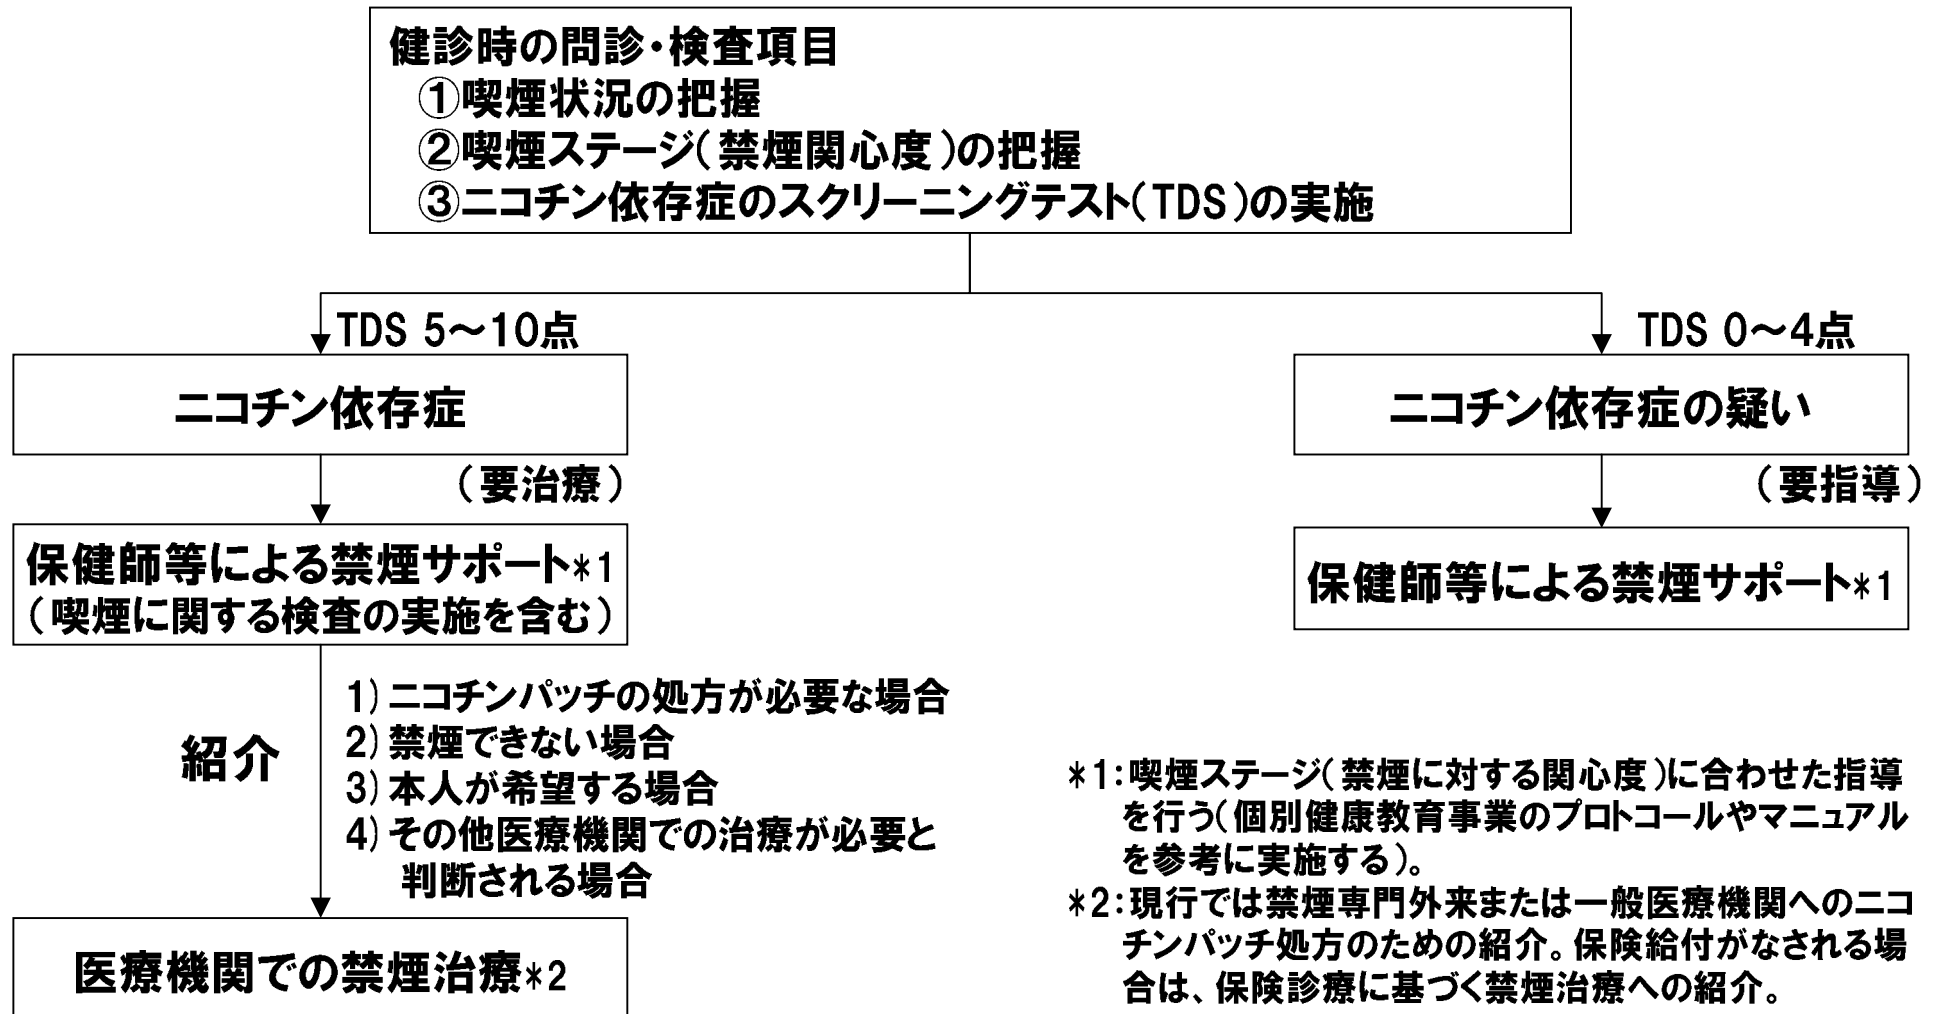 健診時の問診・検査項目
①喫煙状況の把握
②喫煙ステージ(禁煙関心度)の把握
③ニコチン依存症のスクリーニングテスト(TDS)の実施
TDS 5～10点
TDS 0～4点
ニコチン依存症
ニコチン依存症の疑い
(要治療)
(要指導)
保健師等による禁煙サポート*1
(喫煙に関する検査の実施を含む)
保健師等による禁煙サポート*1
紹介
1)ニコチンパッチの処方が必要な場合
2)禁煙できない場合
3)本人が希望する場合
4)その他医療機関での治療が必要と
判断される場合
医療機関での禁煙治療*2
*1:喫煙ステージ(禁煙に対する関心度)に合わせた指導
を行う(個別健康教育事業のプロトコールやマニュアル
を参考に実施する)。
*2:現行では禁煙専門外来または一般医療機関へのニコ
チンパッチ処方のための紹介。保険給付がなされる場
合は、保険診療に基づく禁煙治療への紹介。